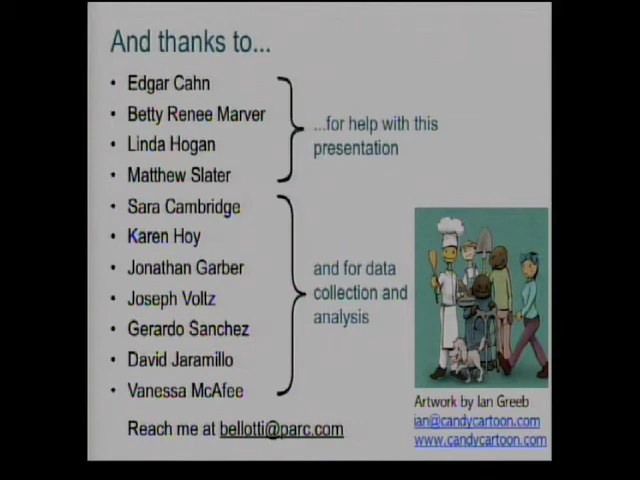 And thanks to...
• Edgar Cahn
• Betty Renee Marver
• Linda Hogan
• Matthew Slater
...for help with this
presentation
• Sara Cambridge
• Karen Hoy
• Jonathan Garber
• Joseph Voltz
• Gerardo Sanchez
• David Jaramillo
• Vanessa McAfee
and for data
collection and
analysis
Reach me at bellotti@parc.com
Artwork by Ian Greeb
ian@candycartoon.com
www.candycartoon.com